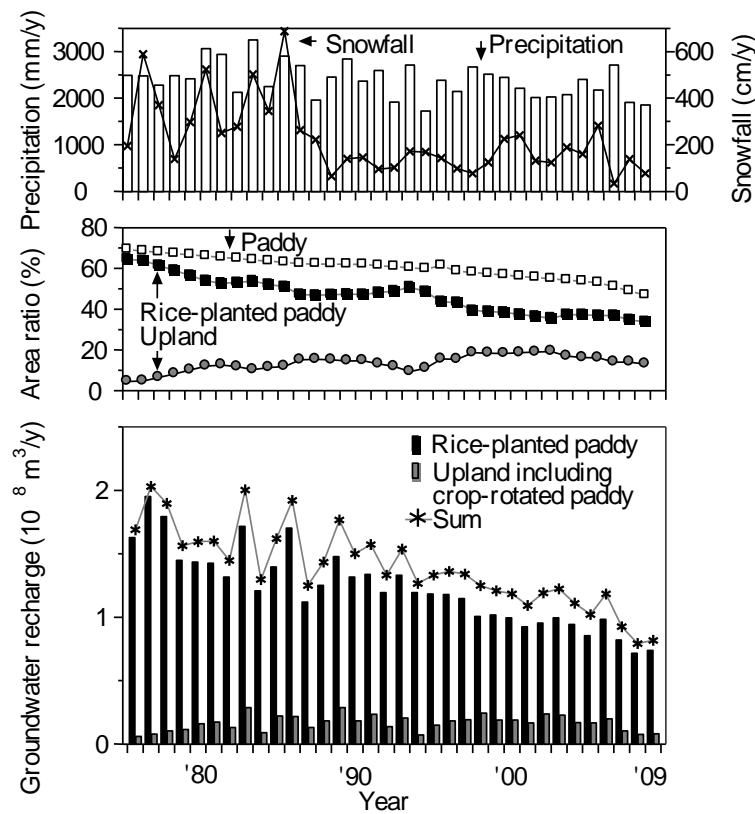 Precipitation (mm/y)
3000
2000
1000
0
Snowfall
Precipitation
600
400
200
0
Snowfall (cm/y)
Area ratio (%)
80
60
40
20
0
Paddy
Rice-planted paddy
Upland
Groundwater recharge (10 8 m3/y)
2
1
0
Rice-planted paddy
Upland including
crop-rotated paddy
Sum
'80
'90
'00
'09
Year